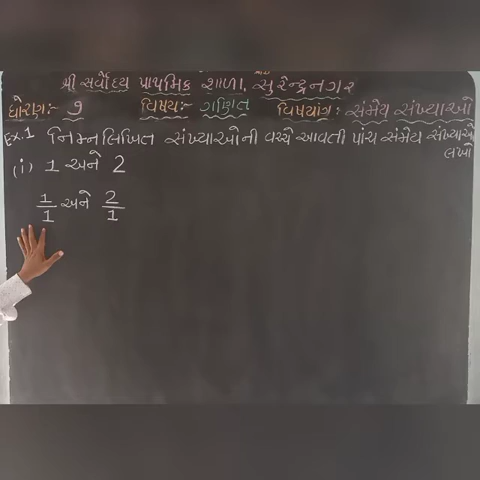 શ્રી સર્વોદય પ્રાથમિક શાળા, સુરેન્દ્રનગર
ધોરણ:- ૭ વિષય:- ગણિત વિષયાંગ: સંમેય સંખ્યાઓ
Ex.1 નિમ્નલિખિત સંખ્યાઓની વચ્ચે આવતી પાંચ સંમેય સંખ્યાઓ
લખો
(i) 1 અને 2
1/1 અને 2/1